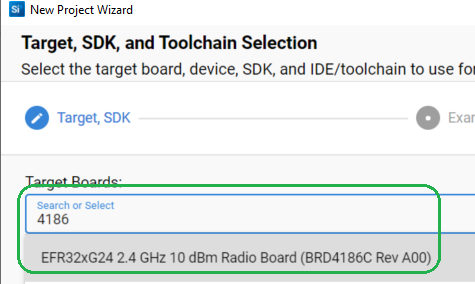 Si New Project Wizard
Target, SDK, and Toolchain Selection
Select the target board, device, SDK, and IDE/toolchain to use fo
Target, SDK
Exar
Target Boards:
Search or Select
4186
EFR32xG24 2.4 GHz 10 dBm Radio Board (BRD4186C Rev A00)